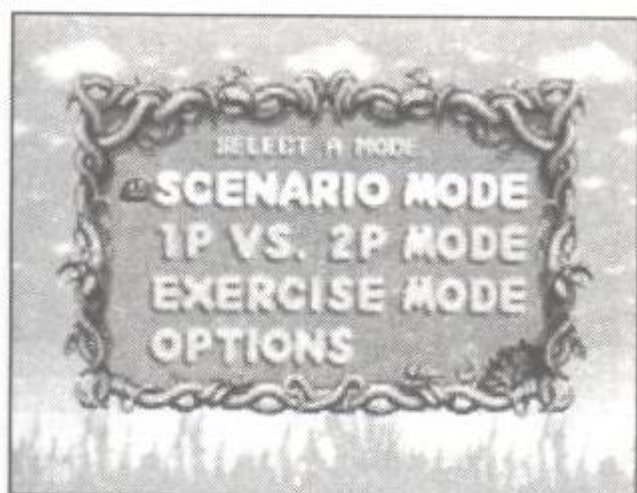 SELECT A MODE
SCENARIO MODE
1P VS. 2P MODE
EXERCISE MODE
OPTIONS